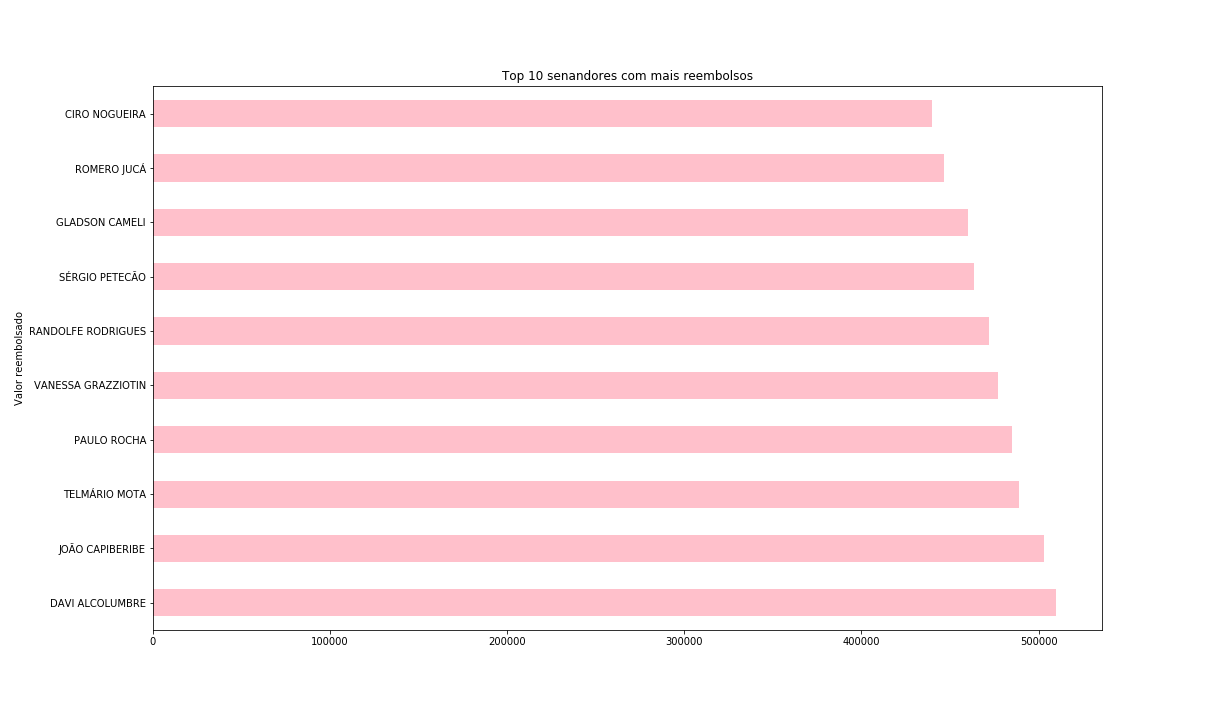 Top 10 senandores com mais reembolsos
CIRO NOGUEIRA
ROMERO JUCÁ
GLADSON CAMELI
SÉRGIO PETECÃO
RANDOLFE RODRIGUES
VANESSA GRAZZIOTIN
PAULO ROCHA
TELMÁRIO MOTA
JOÃO CAPIBERIBE
DAVI ALCOLUMBRE
Valor reembolsado
0 100000 200000 300000 400000 500000